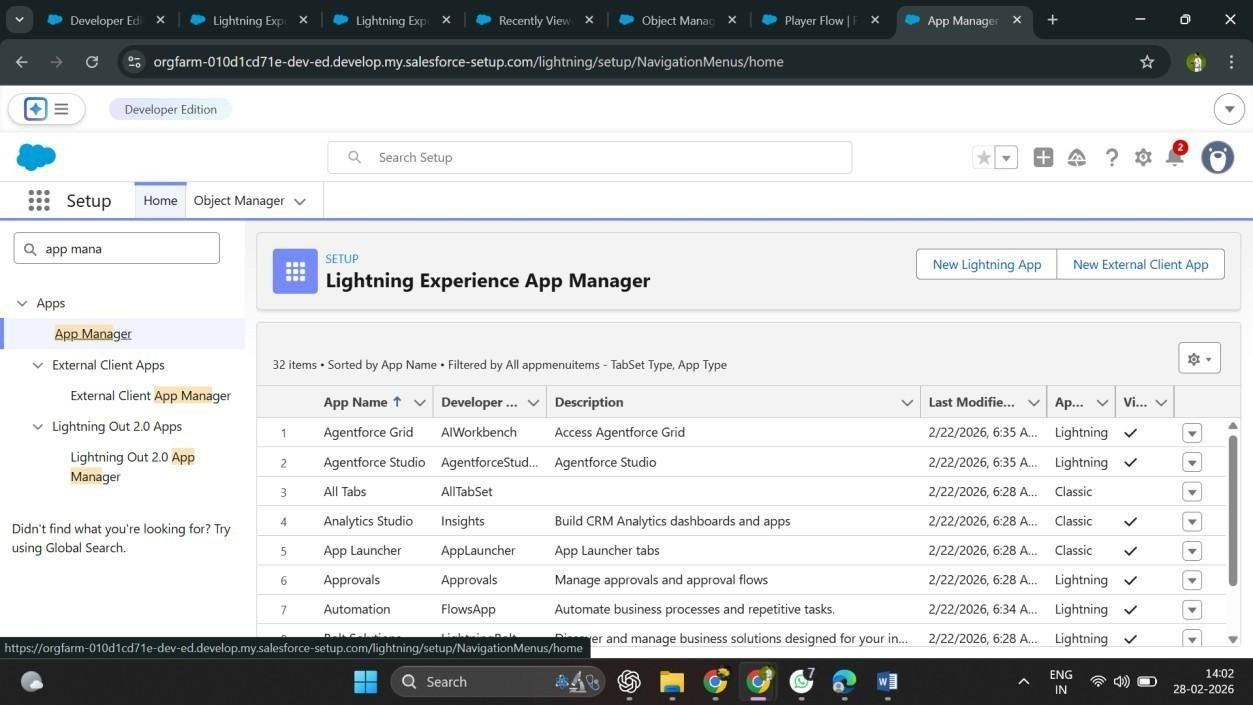 Developer Edi
Lightning Exp
Lightning Exp
Recently View
Object Manag
Player Flow |
App Manager
orgfarm-010d1cd71e-dev-ed.develop.my.salesforce-setup.com/lightning/setup/NavigationMenus/home
Developer Edition
Search Setup
2
Setup
Home
Object Manager
app mana
Apps
App Manager
External Client Apps
External Client App Manager
Lightning Out 2.0 Apps
Lightning Out 2.0 App
Manager
Didn't find what you're looking for? Try
using Global Search.
SETUP
Lightning Experience App Manager
New Lightning App
New External Client App
32 items • Sorted by App Name • Filtered by All appmenuitems - TabSet Type, App Type
App Name ↑ Developer ... Description Last Modifie... Ap... Vi...
1 Agentforce Grid AIWorkbench Access Agentforce Grid 2/22/2026, 6:35 A... Lightning
2 Agentforce Studio AgentforceStud... Agentforce Studio 2/22/2026, 6:35 A... Lightning
3 All Tabs AllTabSet 2/22/2026, 6:28 A... Classic
4 Analytics Studio Insights Build CRM Analytics dashboards and apps 2/22/2026, 6:28 A... Classic
5 App Launcher AppLauncher App Launcher tabs 2/22/2026, 6:28 A... Classic
6 Approvals Approvals Manage approvals and approval flows 2/22/2026, 6:28 A... Lightning
7 Automation FlowsApp Automate business processes and repetitive tasks. 2/22/2026, 6:34 A... Lightning
8 Bolt Solutions LightningBolt Discover and manage business solutions designed for your in... 2/22/2026, 6:28 A... Lightning
https://orgfarm-010d1cd71e-dev-ed.develop.my.salesforce-setup.com/lightning/setup/NavigationMenus/home
Search
7
ENG
IN
14:02
28-02-2026